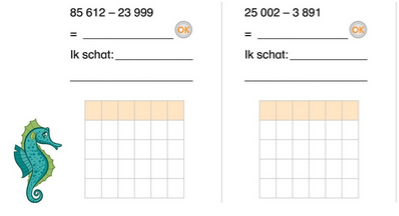 85 612 – 23 999
= OK
Ik schat:
25 002 – 3 891
= OK
Ik schat: